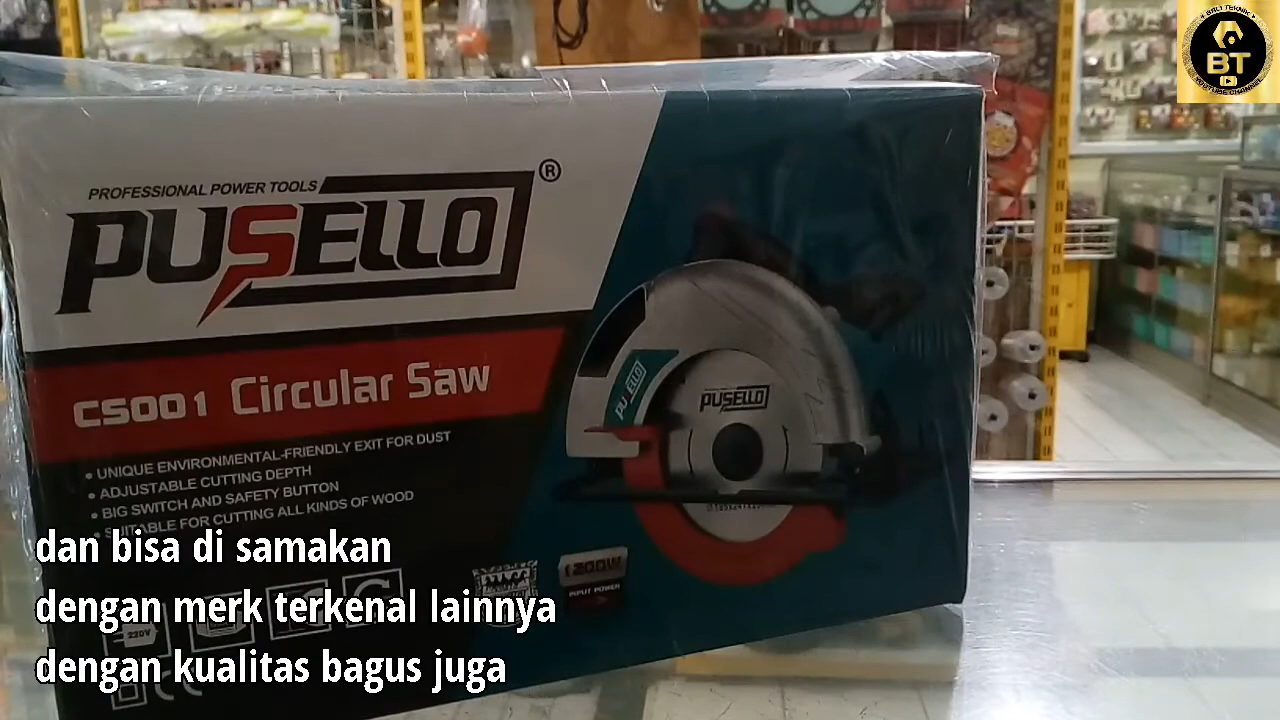 BT
PROFESSIONAL POWER TOOLS
PUSELLO®
CS001 Circular Saw
• UNIQUE ENVIRONMENTAL-FRIENDLY EXIT FOR DUST
• ADJUSTABLE CUTTING DEPTH
• BIG SWITCH AND SAFETY BUTTON
• SUITABLE FOR CUTTING ALL KINDS OF WOOD
PUSELLO
PUSELLO
1200W
INPUT POWER
220V
dan bisa di samakan
dengan merk terkenal lainnya
dengan kualitas bagus juga